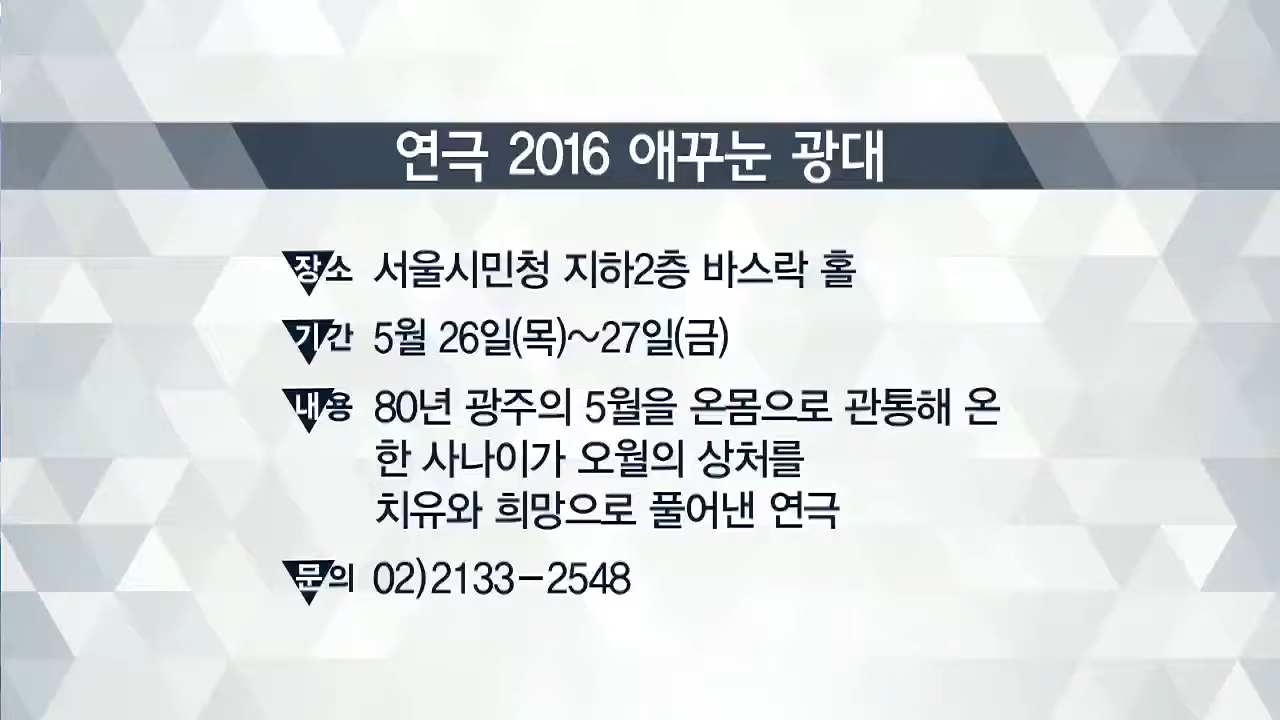 연극 2016 애꾸눈 광대
장소 서울시민청 지하2층 바스락 홀
기간 5월 26일(목)~27일(금)
내용 80년 광주의 5월을 온몸으로 관통해 온
한 사나이가 오월의 상처를
치유와 희망으로 풀어낸 연극
문의 02)2133-2548